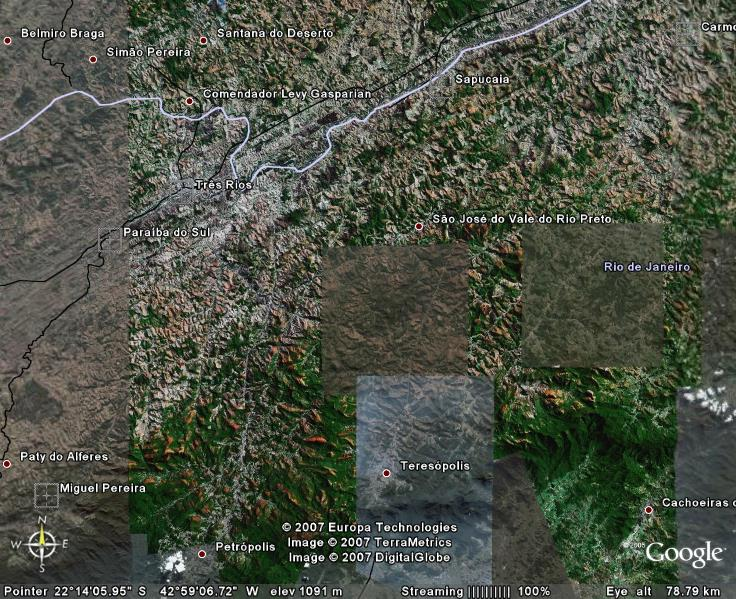 Belmiro Braga
Santana do Deserto
Carmo
Simão Pereira
Sapucaia
Comendador Levy Gasparian
Três Rios
São José do Vale do Rio Preto
Paraíba do Sul
Rio de Janeiro
Paty do Alferes
Teresópolis
Miguel Pereira
Cachoeiras
N
W E
S
© 2007 Europa Technologies
Image © 2007 TerraMetrics
Image © 2007 DigitalGlobe
Petrópolis
©2005 Google™
Pointer 22°14'05.95" S 42°59'06.72" W elev 1091 m Streaming |||||||||| 100% Eye alt 78.79 km